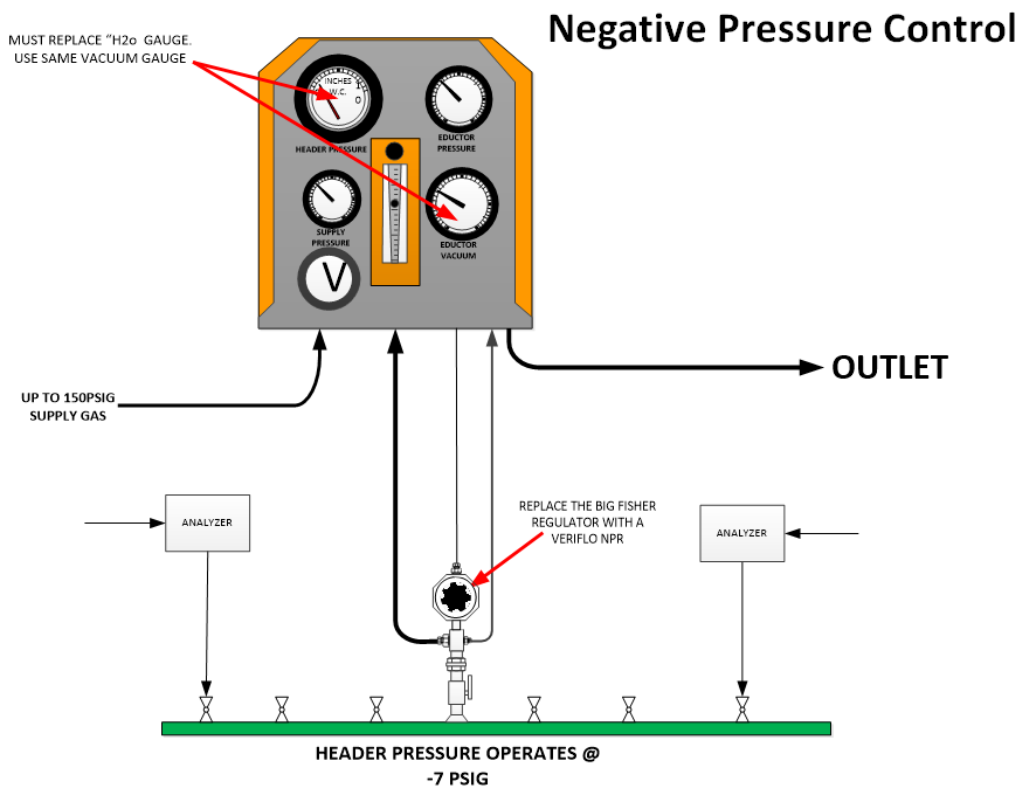 Negative Pressure Control
MUST REPLACE "H2o GAUGE.
USE SAME VACUUM GAUGE
INCHES
W.C.
1
0
HEADER PRESSURE
EDUCTOR
PRESSURE
SUPPLY
PRESSURE
EDUCTOR
VACUUM
V
OUTLET
UP TO 150PSIG
SUPPLY GAS
REPLACE THE BIG FISHER
REGULATOR WITH A
VERIFLO NPR
ANALYZER
ANALYZER
HEADER PRESSURE OPERATES @
-7 PSIG